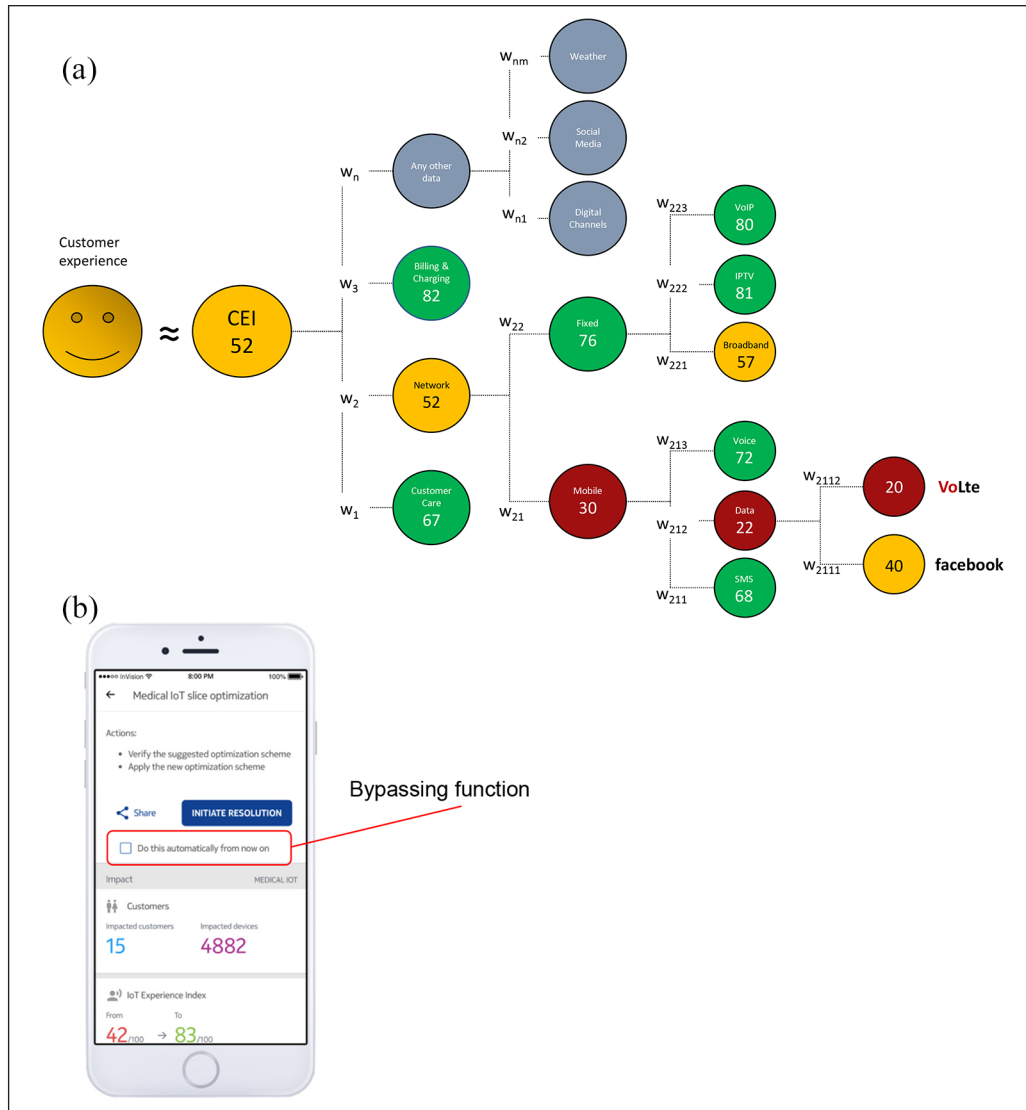 (a)
w_nm
Weather
w_n2
Social
Media
w_n
Any other
data
w_n1
Digital
Channels
w_223
VoIP
80
Customer
experience
Billing &
Charging
82
w_3
w_222
IPTV
81
≈
CEI
52
w_22
Fixed
76
w_221
Broadband
57
w_2
Network
52
w_213
Voice
72
w_1
Customer
Care
67
w_21
Mobile
30
w_212
Data
22
w_2112
20
VoLte
w_2111
40
facebook
w_211
SMS
68
(b)
InVision 8:00 PM 100%
← Medical IoT slice optimization
Actions:
• Verify the suggested optimization scheme
• Apply the new optimization scheme
Share INITIATE RESOLUTION
Do this automatically from now on
Bypassing function
Impact MEDICAL IOT
Customers
Impacted customers Impacted devices
15 4882
IoT Experience Index
From To
42/100 → 83/100